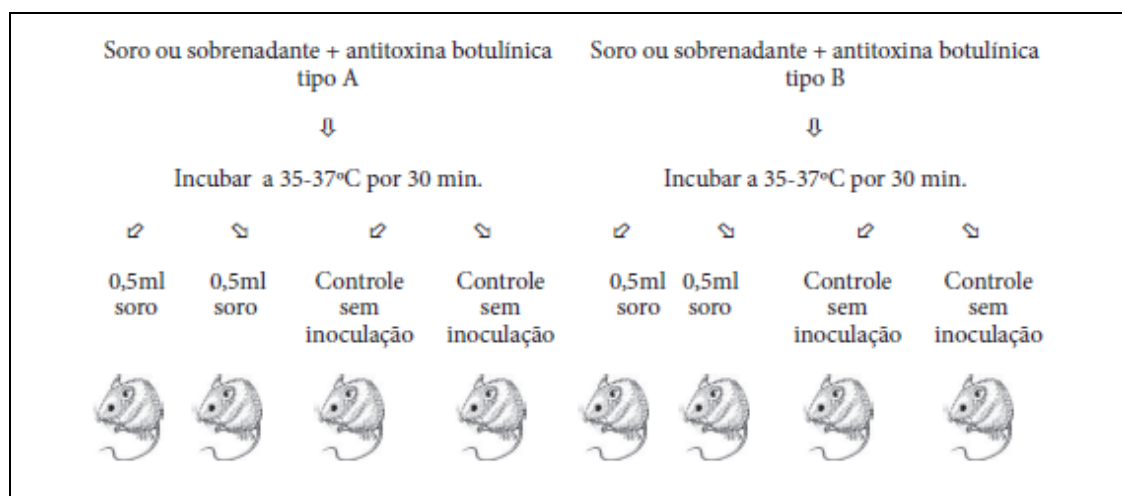 Soro ou sobrenadante + antitoxina botulínica
tipo A
⇩
Incubar a 35-37ºC por 30 min.
0,5ml
soro
0,5ml
soro
Controle
sem
inoculação
Controle
sem
inoculação
Soro ou sobrenadante + antitoxina botulínica
tipo B
⇩
Incubar a 35-37ºC por 30 min.
0,5ml
soro
0,5ml
soro
Controle
sem
inoculação
Controle
sem
inoculação